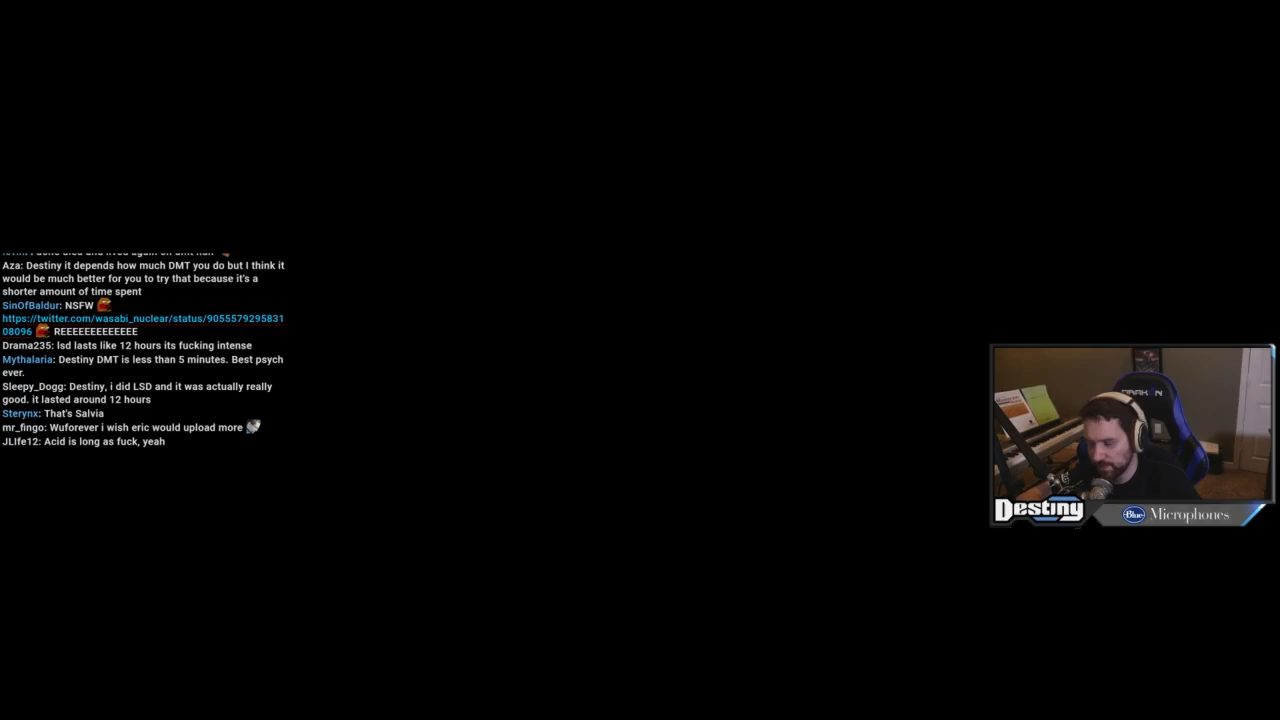 Aza: Destiny it depends how much DMT you do but I think it
would be much better for you to try that because it's a
shorter amount of time spent
SinOfBaldur: NSFW
https://twitter.com/wasabi_nuclear/status/9055579295831
08096 REEEEEEEEEEEEE
Drama235: lsd lasts like 12 hours its fucking intense
Mythalaria: Destiny DMT is less than 5 minutes. Best psych
ever.
Sleepy_Dogg: Destiny, i did LSD and it was actually really
good. it lasted around 12 hours
Sterynx: That's Salvia
mr_fingo: Wuforever i wish eric would upload more
JLIfe12: Acid is long as fuck, yeah
Destiny
Blue Microphones